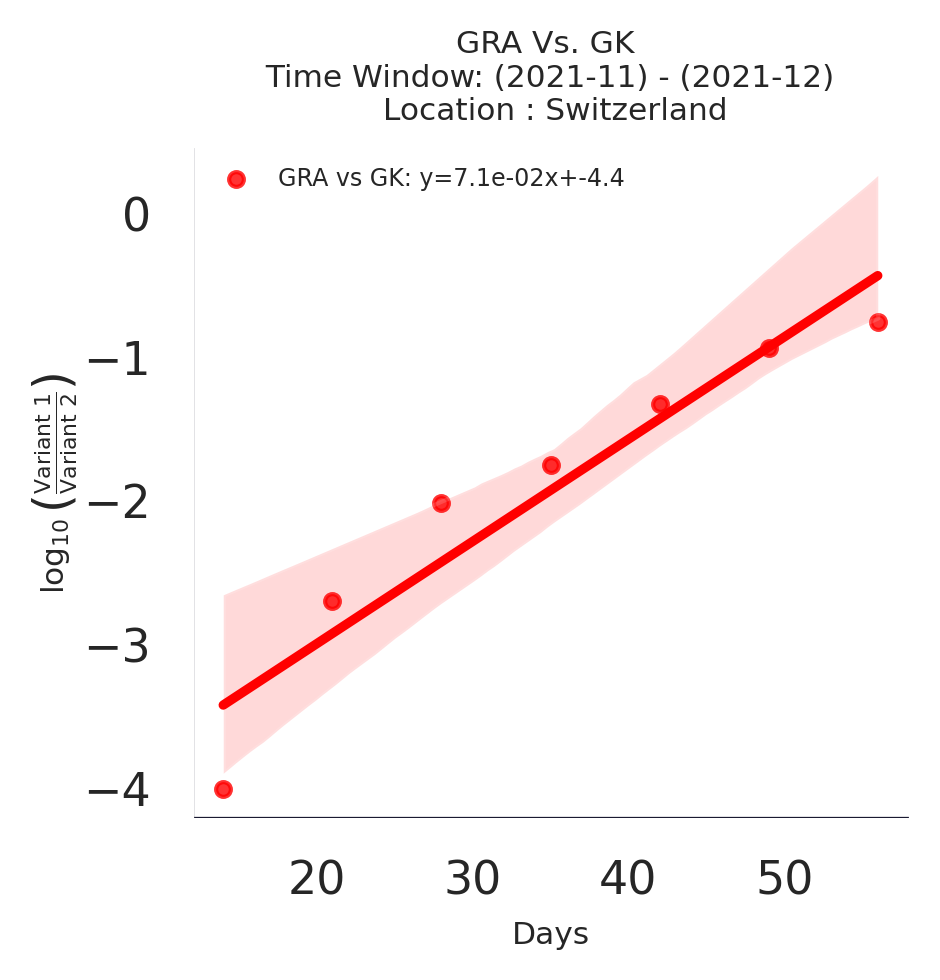 GRA Vs. GK
Time Window: (2021-11) - (2021-12)
Location : Switzerland
GRA vs GK: y=7.1e-02x+-4.4
0
−1
−2
−3
−4
log10 (Variant 1 / Variant 2)
20 30 40 50
Days